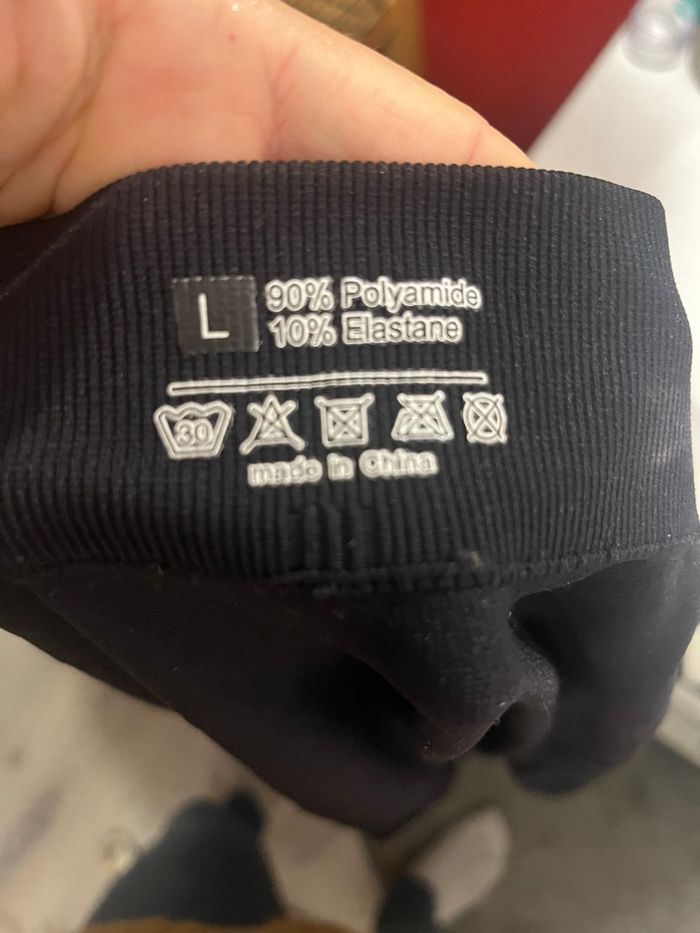 L
90% Polyamide
10% Elastane
30
made in China